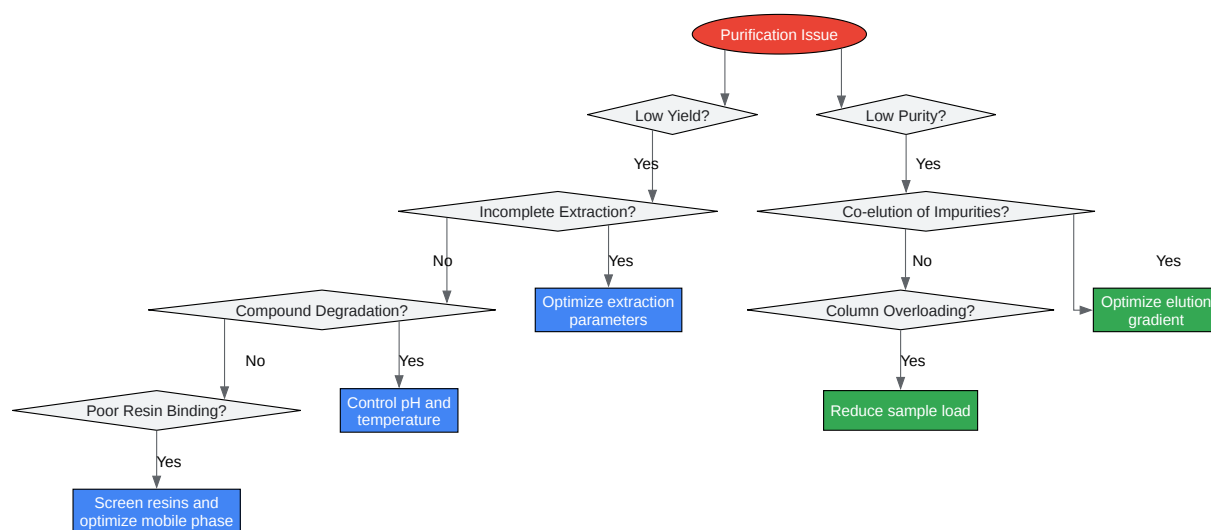 Purification Issue
Low Yield?
Low Purity?
Yes
Yes
Incomplete Extraction?
Co-elution of Impurities?
No
Yes
No
Yes
Compound Degradation?
Optimize extraction
parameters
Column Overloading?
Optimize elution
gradient
No
Yes
Yes
Poor Resin Binding?
Control pH and
temperature
Reduce sample load
Yes
Screen resins and
optimize mobile phase